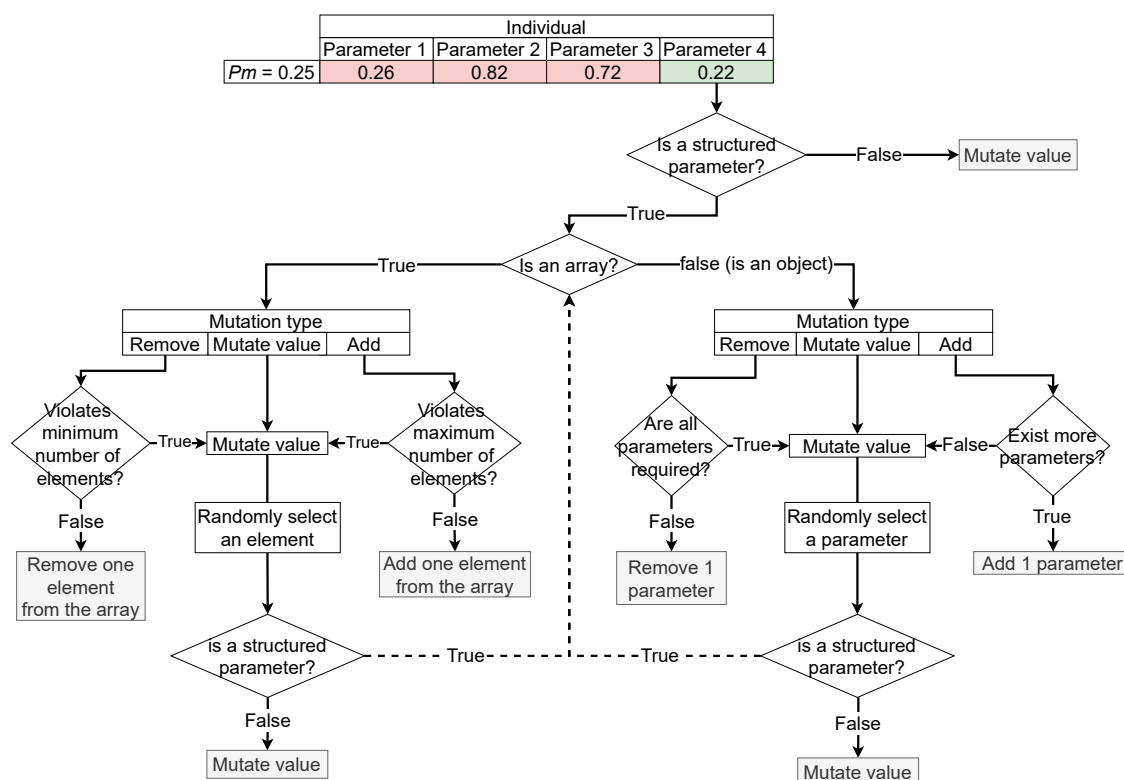 Individual
Parameter 1 Parameter 2 Parameter 3 Parameter 4
Pm = 0.25 0.26 0.82 0.72 0.22
Is a structured
parameter?
False
Mutate value
True
Is an array?
True
false (is an object)
Mutation type
Remove Mutate value Add
Violates
minimum
number of
elements?
True
Mutate value
True
Violates
maximum
number of
elements?
False
Remove one
element
from the array
Randomly select
an element
False
Add one element
from the array
is a structured
parameter?
True
False
Mutate value
Mutation type
Remove Mutate value Add
Are all
parameters
required?
True
Mutate value
False
Exist more
parameters?
False
Remove 1
parameter
Randomly select
a parameter
True
Add 1 parameter
True
is a structured
parameter?
False
Mutate value